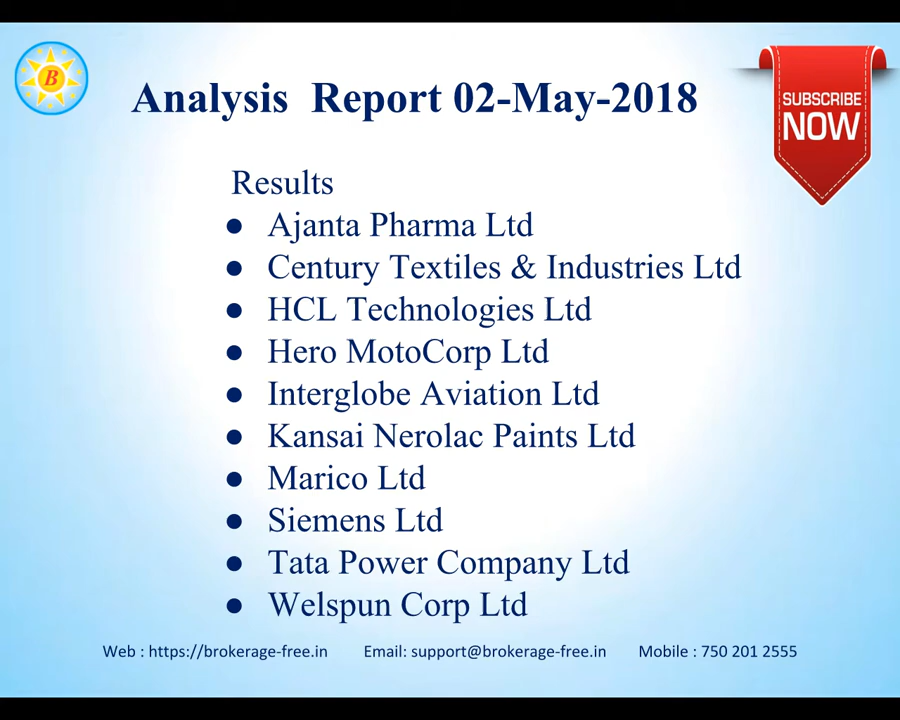 B
Analysis Report 02-May-2018
SUBSCRIBE
NOW
Results
● Ajanta Pharma Ltd
● Century Textiles & Industries Ltd
● HCL Technologies Ltd
● Hero MotoCorp Ltd
● Interglobe Aviation Ltd
● Kansai Nerolac Paints Ltd
● Marico Ltd
● Siemens Ltd
● Tata Power Company Ltd
● Welspun Corp Ltd
Web : https://brokerage-free.in Email: support@brokerage-free.in Mobile : 750 201 2555